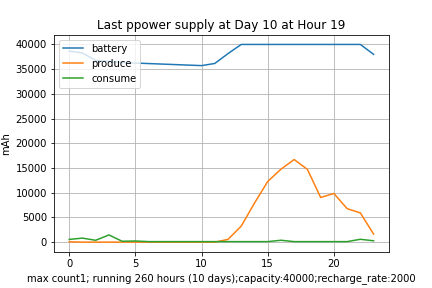 Last ppower supply at Day 10 at Hour 19
40000
35000
30000
25000
20000
15000
10000
5000
0
mAh
battery
produce
consume
0 5 10 15 20
max count1; running 260 hours (10 days);capacity:40000;recharge_rate:2000